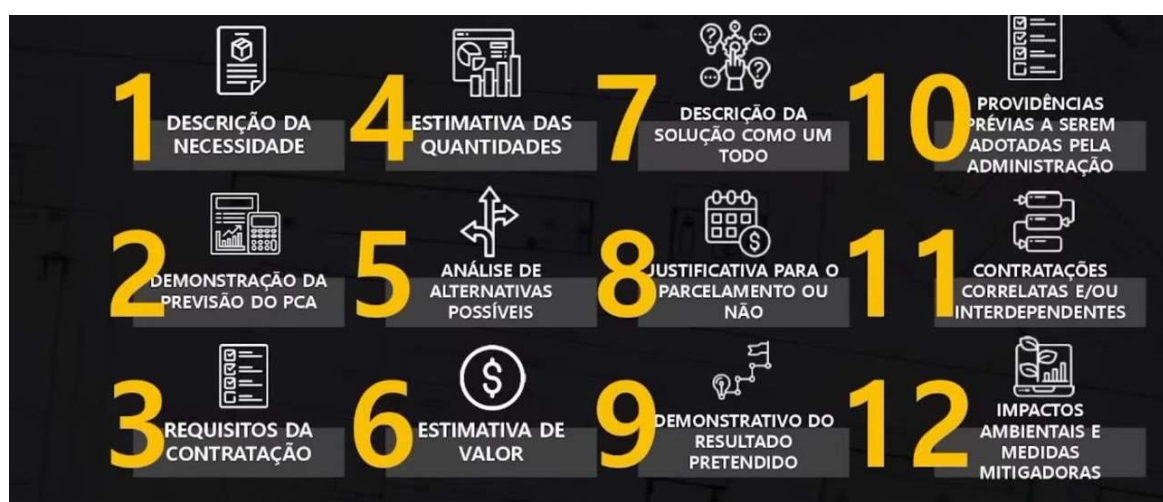 1
DESCRIÇÃO DA
NECESSIDADE
2
DEMONSTRAÇÃO DA
PREVISÃO DO PCA
3
REQUISITOS DA
CONTRATAÇÃO
4
ESTIMATIVA DAS
QUANTIDADES
5
ANÁLISE DE
ALTERNATIVAS
POSSÍVEIS
6
ESTIMATIVA DE
VALOR
7
DESCRIÇÃO DA
SOLUÇÃO COMO UM
TODO
8
JUSTIFICATIVA PARA O
PARCELAMENTO OU
NÃO
9
DEMONSTRATIVO DO
RESULTADO
PRETENDIDO
10
PROVIDÊNCIAS
PRÉVIAS A SEREM
ADOTADAS PELA
ADMINISTRAÇÃO
11
CONTRATAÇÕES
CORRELATAS E/OU
INTERDEPENDENTES
12
IMPACTOS
AMBIENTAIS E
MEDIDAS
MITIGADORAS